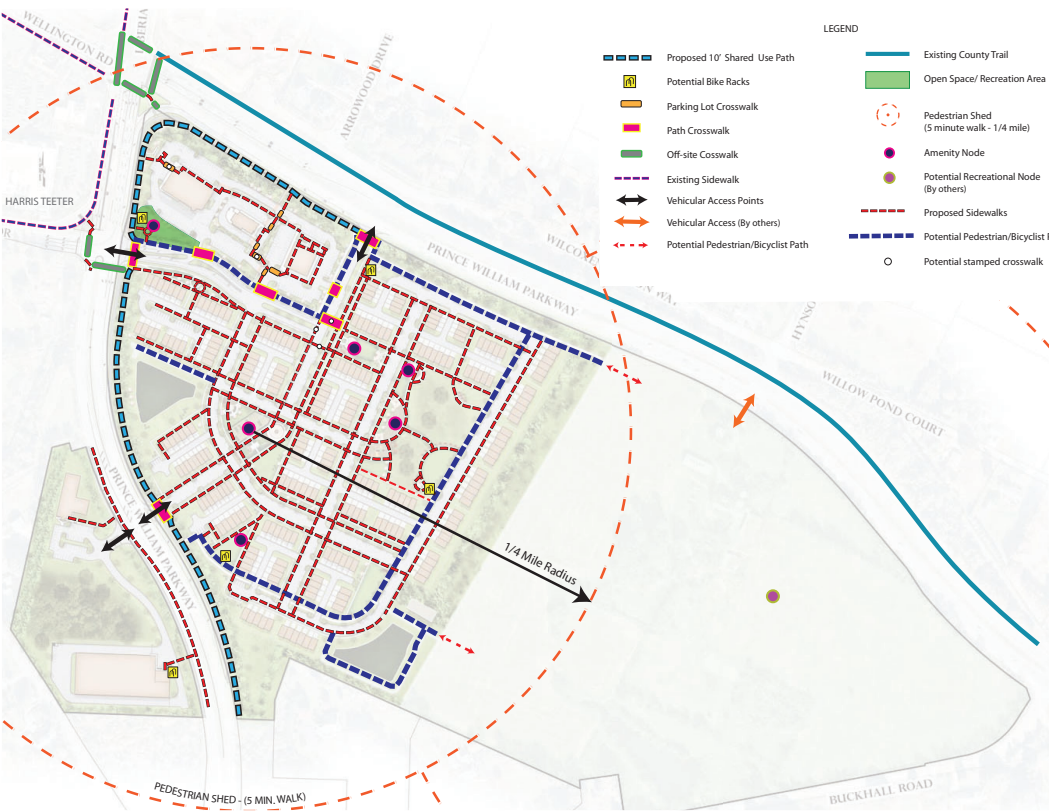 LEGEND
Proposed 10' Shared Use Path
Potential Bike Racks
Parking Lot Crosswalk
Path Crosswalk
Off-site Cosswalk
Existing Sidewalk
Vehicular Access Points
Vehicular Access (By others)
Potential Pedestrian/Bicyclist Path
Existing County Trail
Open Space/ Recreation Area
Pedestrian Shed
(5 minute walk - 1/4 mile)
Amenity Node
Potential Recreational Node
(By others)
Proposed Sidewalks
Potential Pedestrian/Bicyclist
Potential stamped crosswalk
WELLINGTON RD
ARROWOOD DRIVE
HARRIS TEETER
PRINCE WILLIAM PARKWAY
WILLOW POND COURT
PRINCE WILLIAM PARKWAY
1/4 Mile Radius
PEDESTRIAN SHED - (5 MIN. WALK)
BUCKHALL ROAD